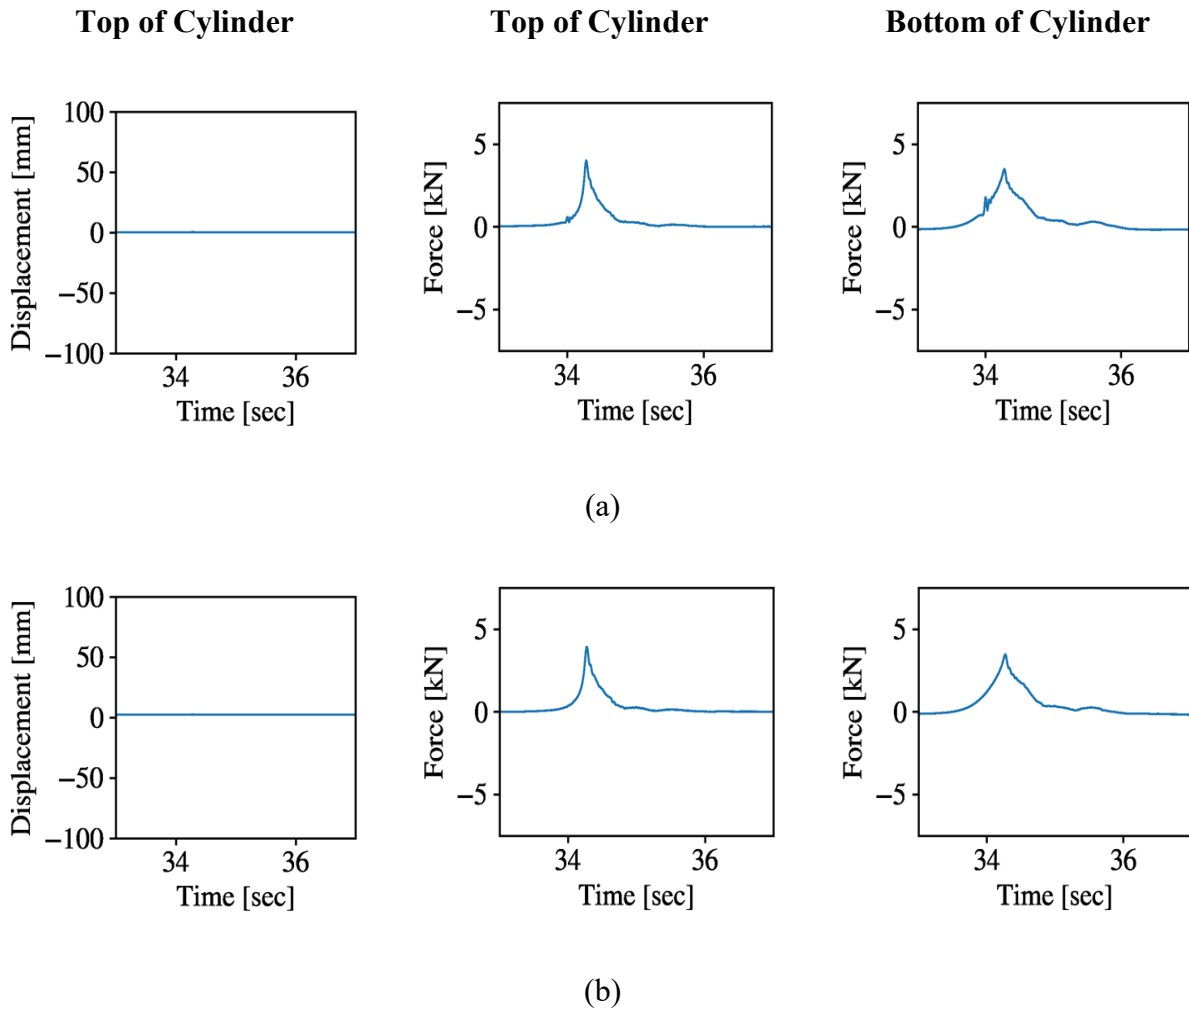 Top of Cylinder Top of Cylinder Bottom of Cylinder
Displacement [mm]
100
50
0
−50
−100
34 36
Time [sec]
Force [kN]
5
0
−5
34 36
Time [sec]
Force [kN]
5
0
−5
34 36
Time [sec]
(a)
Displacement [mm]
100
50
0
−50
−100
34 36
Time [sec]
Force [kN]
5
0
−5
34 36
Time [sec]
Force [kN]
5
0
−5
34 36
Time [sec]
(b)